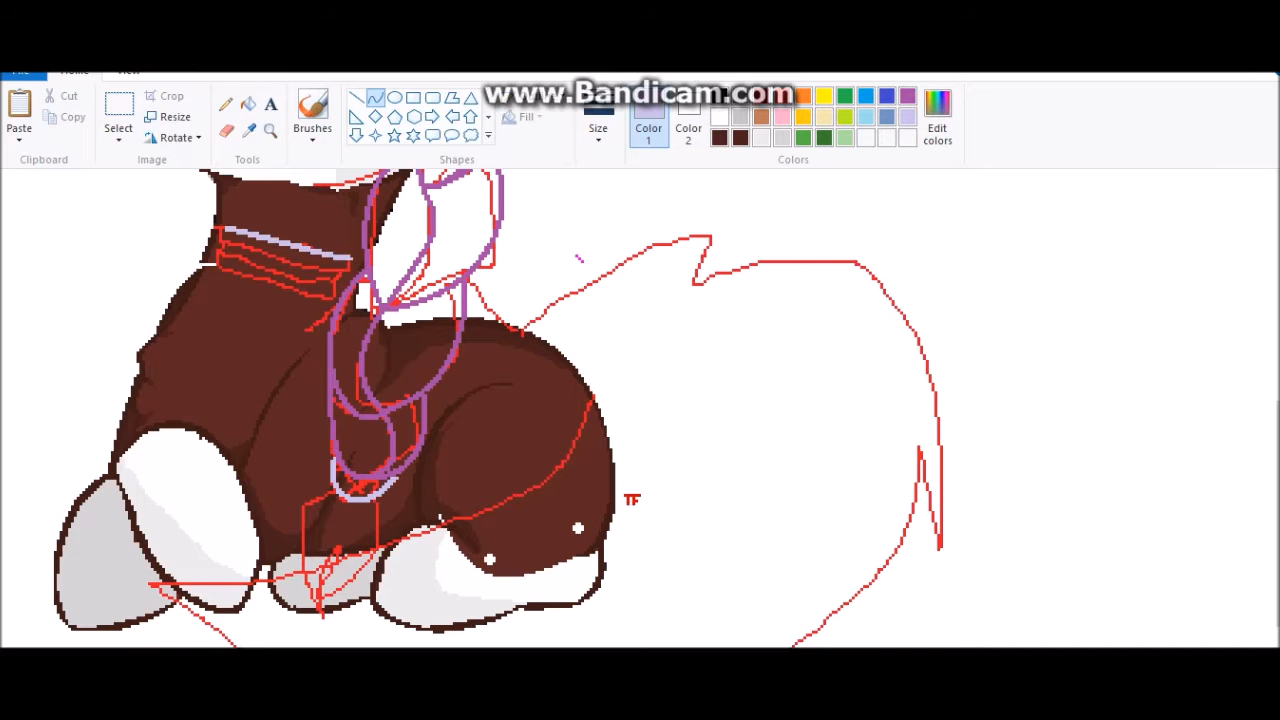 www.Bandicam.com
Paste
Cut
Copy
Clipboard
Select
Crop
Resize
Rotate
Image
Tools
Brushes
Shapes
Fill
Size
Color
1
Color
2
Colors
Edit
colors
TF